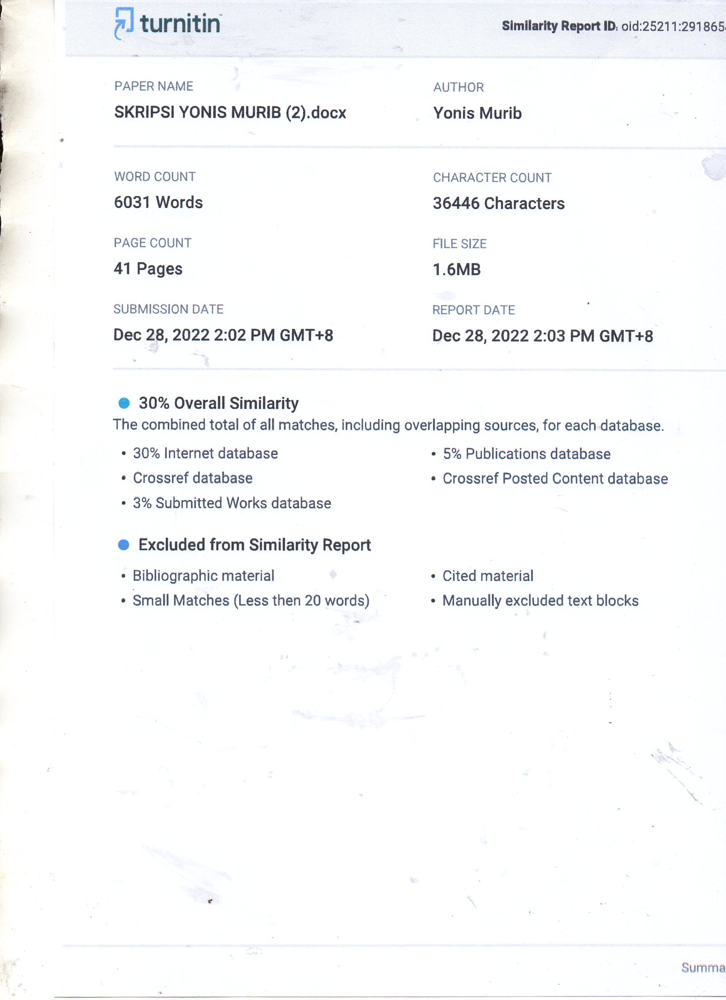 turnitin
Similarity Report ID: oid:25211:291865
PAPER NAME
AUTHOR
SKRIPSI YONIS MURIB (2).docx
Yonis Murib
WORD COUNT
CHARACTER COUNT
6031 Words
36446 Characters
PAGE COUNT
FILE SIZE
41 Pages
1.6MB
SUBMISSION DATE
REPORT DATE
Dec 28, 2022 2:02 PM GMT+8
Dec 28, 2022 2:03 PM GMT+8
30% Overall Similarity
The combined total of all matches, including overlapping sources, for each database.
• 30% Internet database
• 5% Publications database
• Crossref database
• Crossref Posted Content database
• 3% Submitted Works database
Excluded from Similarity Report
• Bibliographic material
• Cited material
• Small Matches (Less then 20 words)
• Manually excluded text blocks
Summa